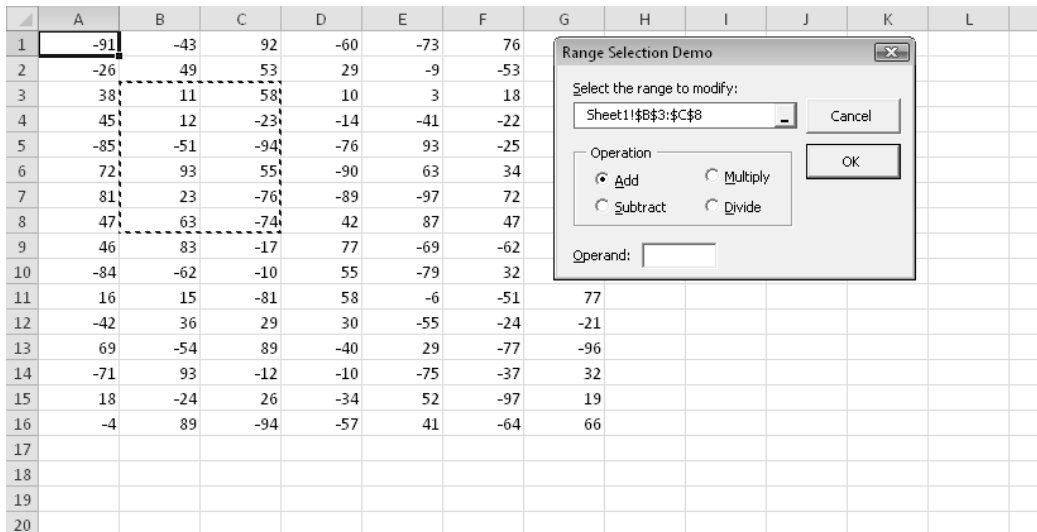 A B C D E F G H I J K L
1 -91 -43 92 -60 -73 76
2 -26 49 53 29 -9 -53
3 38 11 58 10 3 18
4 45 12 -23 -14 -41 -22
5 -85 -51 -94 -76 93 -25
6 72 93 55 -90 63 34
7 81 23 -76 -89 -97 72
8 47 63 -74 42 87 47
9 46 83 -17 77 -69 -62
10 -84 -62 -10 55 -79 32
11 16 15 -81 58 -6 -51 77
12 -42 36 29 30 -55 -24 -21
13 69 -54 89 -40 29 -77 -96
14 -71 93 -12 -10 -75 -37 32
15 18 -24 26 -34 52 -97 19
16 -4 89 -94 -57 41 -64 66
17
18
19
20
Range Selection Demo
Select the range to modify:
Sheet1!$B$3:$C$8
Cancel
OK
Operation
Add Multiply
Subtract Divide
Operand: